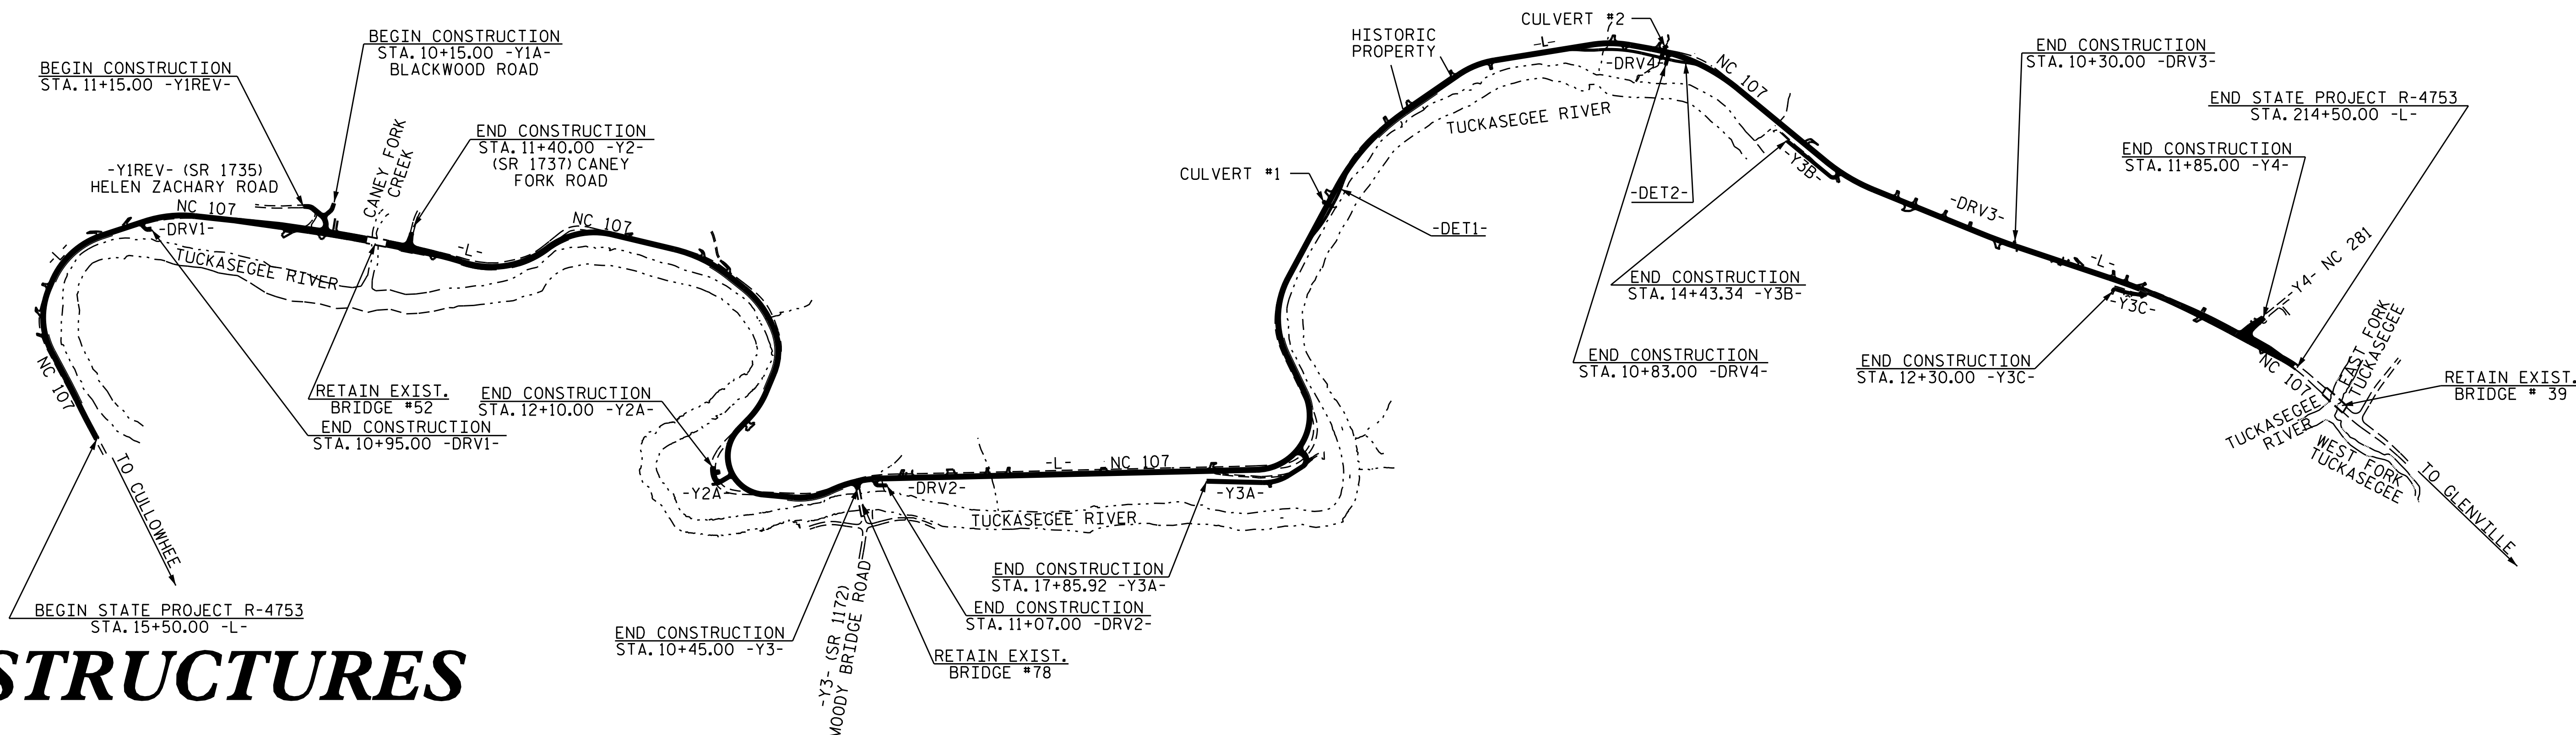 BEGIN CONSTRUCTION
STA. 10+15.00 -Y1A-
BLACKWOOD ROAD
BEGIN CONSTRUCTION
STA. 11+15.00 -Y1REV-
-Y1REV- (SR 1735)
HELEN ZACHARY ROAD
CANEY FORK
CREEK
END CONSTRUCTION
STA. 11+40.00 -Y2-
(SR 1737) CANEY
FORK ROAD
NC 107
-DRV1-
-L-
TUCKASEGEE RIVER
-L-
NC 107
NC 107
RETAIN EXIST.
BRIDGE #52
END CONSTRUCTION
STA. 10+95.00 -DRV1-
TO CULLOWHEE
BEGIN STATE PROJECT R-4753
STA. 15+50.00 -L-
STRUCTURES
END CONSTRUCTION
STA. 12+10.00 -Y2A-
-Y2A-
-DRV2-
-L-
NC 107
-Y3A-
TUCKASEGEE RIVER
END CONSTRUCTION
STA. 17+85.92 -Y3A-
END CONSTRUCTION
STA. 11+07.00 -DRV2-
END CONSTRUCTION
STA. 10+45.00 -Y3-
RETAIN EXIST.
BRIDGE #78
-Y3- (SR 1172)
MOODY BRIDGE ROAD
CULVERT #1
-DET1-
HISTORIC
PROPERTY
CULVERT #2
-L-
-DRV4-
NC 107
TUCKASEGEE RIVER
-Y3B-
-DET2-
END CONSTRUCTION
STA. 14+43.34 -Y3B-
END CONSTRUCTION
STA. 10+83.00 -DRV4-
END CONSTRUCTION
STA. 10+30.00 -DRV3-
-DRV3-
END STATE PROJECT R-4753
STA. 214+50.00 -L-
END CONSTRUCTION
STA. 11+85.00 -Y4-
-L-
-Y3C-
-Y4- NC 281
END CONSTRUCTION
STA. 12+30.00 -Y3C-
NC 107
EAST FORK
TUCKASEGEE
RETAIN EXIST.
BRIDGE # 39
TUCKASEGEE
RIVER
WEST FORK
TUCKASEGEE
TO GLENVILLE